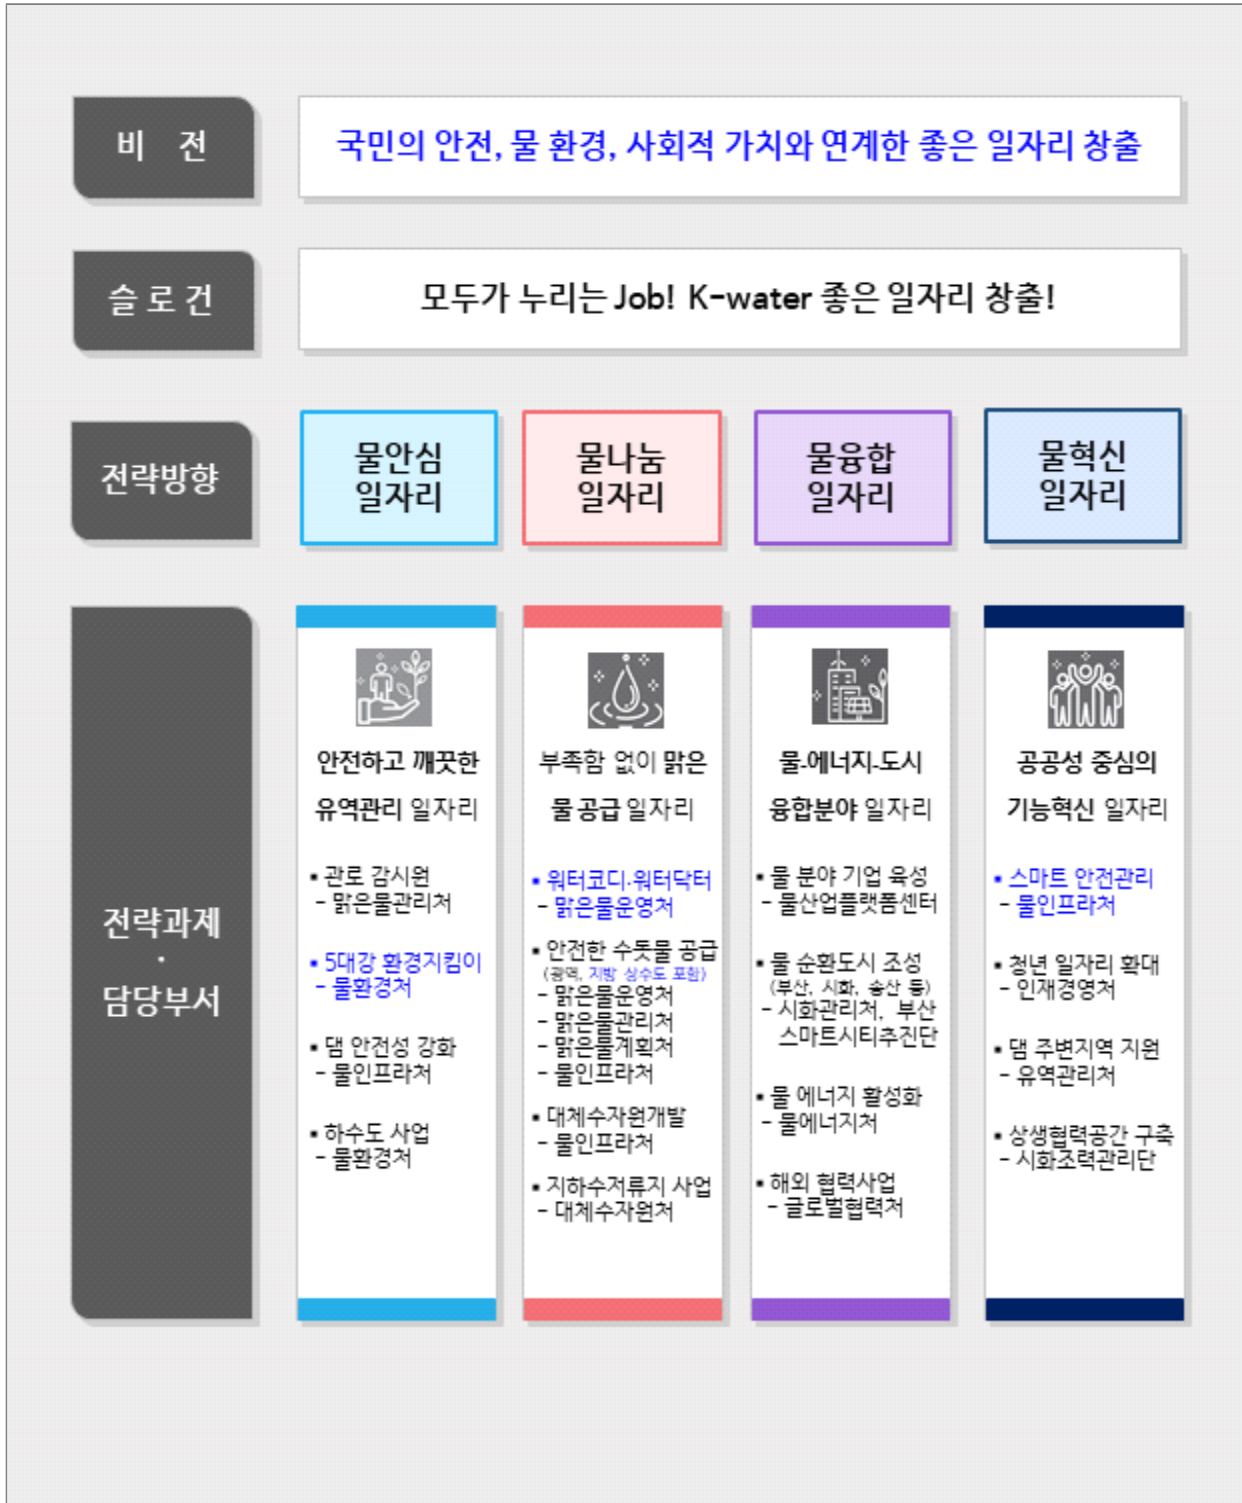 비 전
국민의 안전, 물 환경, 사회적 가치와 연계한 좋은 일자리 창출
슬로건
모두가 누리는 Job! K-water 좋은 일자리 창출!
전략방향
물안심
일자리
물나눔
일자리
물융합
일자리
물혁신
일자리
전략과제
·
담당부서
안전하고 깨끗한
유역관리 일자리
▪ 관로 감시원
- 맑은물관리처
▪ 5대강 환경지킴이
- 물환경처
▪ 댐 안전성 강화
- 물인프라처
▪ 하수도 사업
- 물환경처
부족함 없이 맑은
물 공급 일자리
▪ 워터코디·워터닥터
- 맑은물운영처
▪ 안전한 수돗물 공급
(광역, 지방 상수도 포함)
- 맑은물운영처
- 맑은물관리처
- 맑은물계획처
- 물인프라처
▪ 대체수자원개발
- 물인프라처
▪ 지하수저류지 사업
- 대체수자원처
물-에너지-도시
융합분야 일자리
▪ 물 분야 기업 육성
- 물산업플랫폼센터
▪ 물 순환도시 조성
(부산, 시화, 송산 등)
- 시화관리처, 부산
스마트시티추진단
▪ 물 에너지 활성화
- 물에너지처
▪ 해외 협력사업
- 글로벌협력처
공공성 중심의
기능혁신 일자리
▪ 스마트 안전관리
- 물인프라처
▪ 청년 일자리 확대
- 인재경영처
▪ 댐 주변지역 지원
- 유역관리처
▪ 상생협력공간 구축
- 시화조력관리단